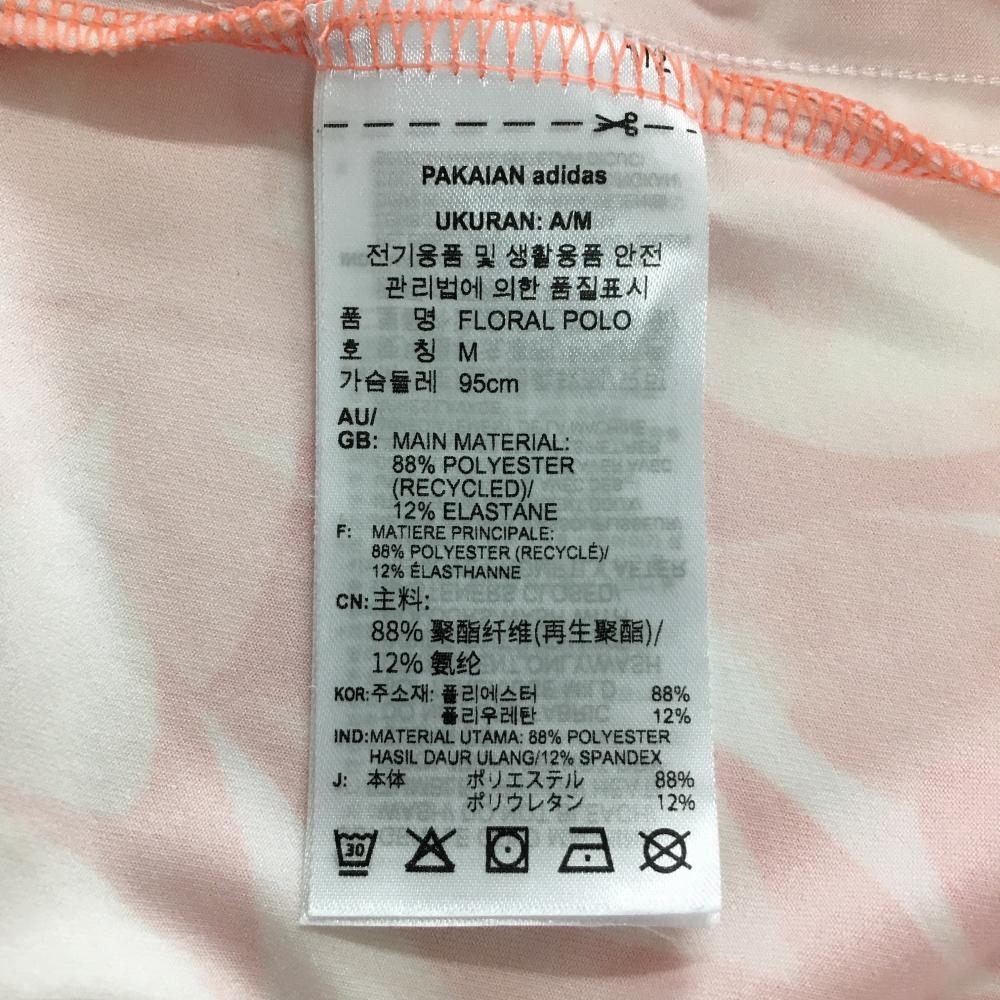 PAKAIAN adidas
UKURAN: A/M
전기용품 및 생활용품 안전
관리법에 의한 품질표시
품 명 FLORAL POLO
호 칭 M
가슴둘레 95cm
AU/
GB: MAIN MATERIAL:
88% POLYESTER
(RECYCLED)/
12% ELASTANE
F: MATIERE PRINCIPALE:
88% POLYESTER (RECYCLÉ)/
12% ÉLASTHANNE
CN: 主料:
88% 聚酯纤维(再生聚酯)/
12% 氨纶
KOR: 주소재: 폴리에스터 88%
폴리우레탄 12%
IND: MATERIAL UTAMA: 88% POLYESTER
HASIL DAUR ULANG/12% SPANDEX
J: 本体 ポリエステル 88%
ポリウレタン 12%
30